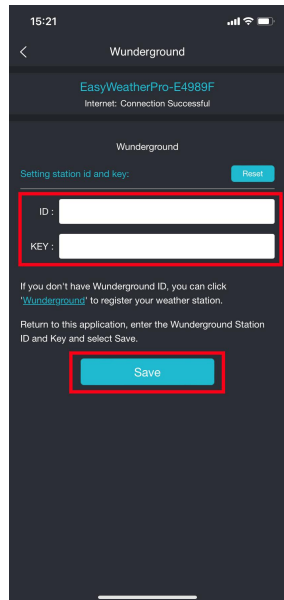 15:21
Wunderground
EasyWeatherPro-E4989F
Internet: Connection Successful
Wunderground
Setting station id and key:
Reset
ID :
KEY :
If you don't have Wunderground ID, you can click
'Wunderground' to register your weather station.
Return to this application, enter the Wunderground Station
ID and Key and select Save.
Save